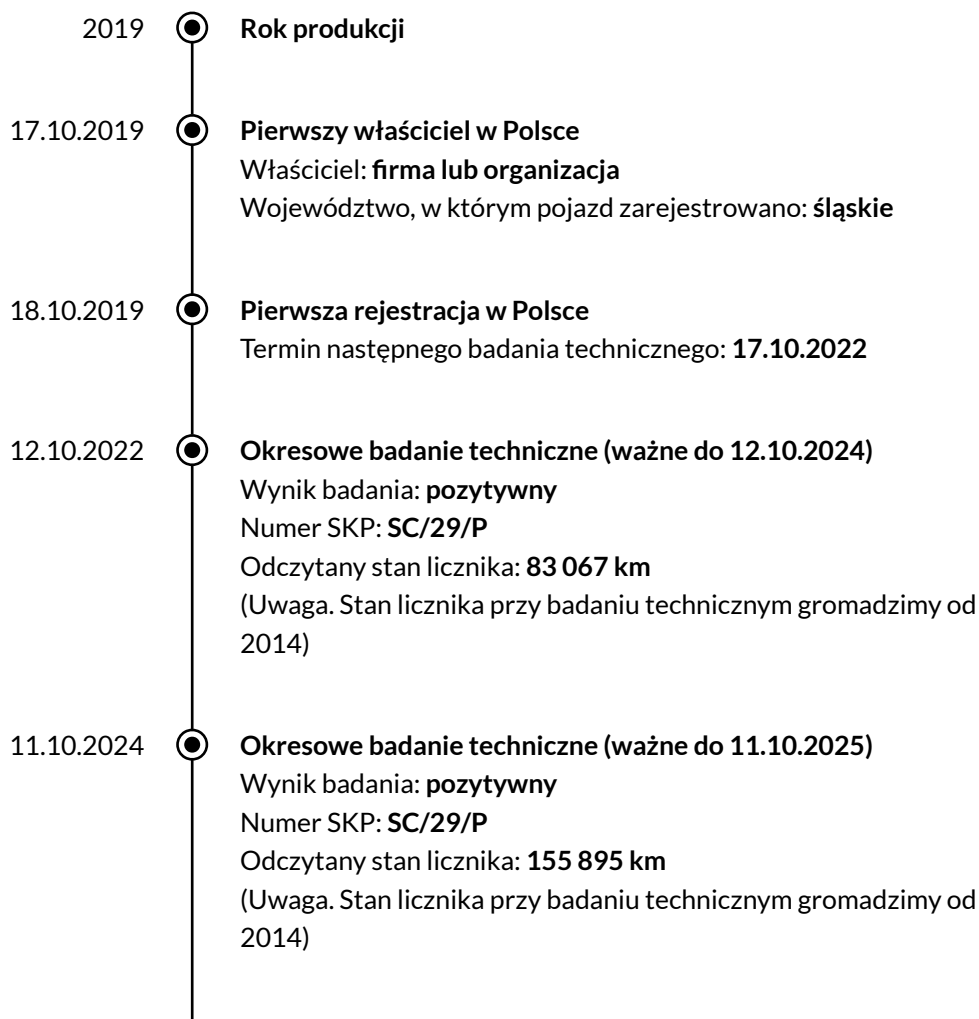 2019 Rok produkcji
17.10.2019 Pierwszy właściciel w Polsce
Właściciel: firma lub organizacja
Województwo, w którym pojazd zarejestrowano: śląskie
18.10.2019 Pierwsza rejestracja w Polsce
Termin następnego badania technicznego: 17.10.2022
12.10.2022 Okresowe badanie techniczne (ważne do 12.10.2024)
Wynik badania: pozytywny
Numer SKP: SC/29/P
Odczytany stan licznika: 83 067 km
(Uwaga. Stan licznika przy badaniu technicznym gromadzimy od
2014)
11.10.2024 Okresowe badanie techniczne (ważne do 11.10.2025)
Wynik badania: pozytywny
Numer SKP: SC/29/P
Odczytany stan licznika: 155 895 km
(Uwaga. Stan licznika przy badaniu technicznym gromadzimy od
2014)